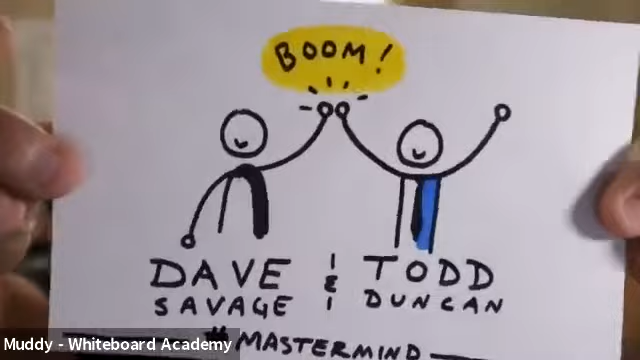 BOOM!
DAVE & TODD
SAVAGE DUNCAN
#MASTERMIND
Muddy - Whiteboard Academy